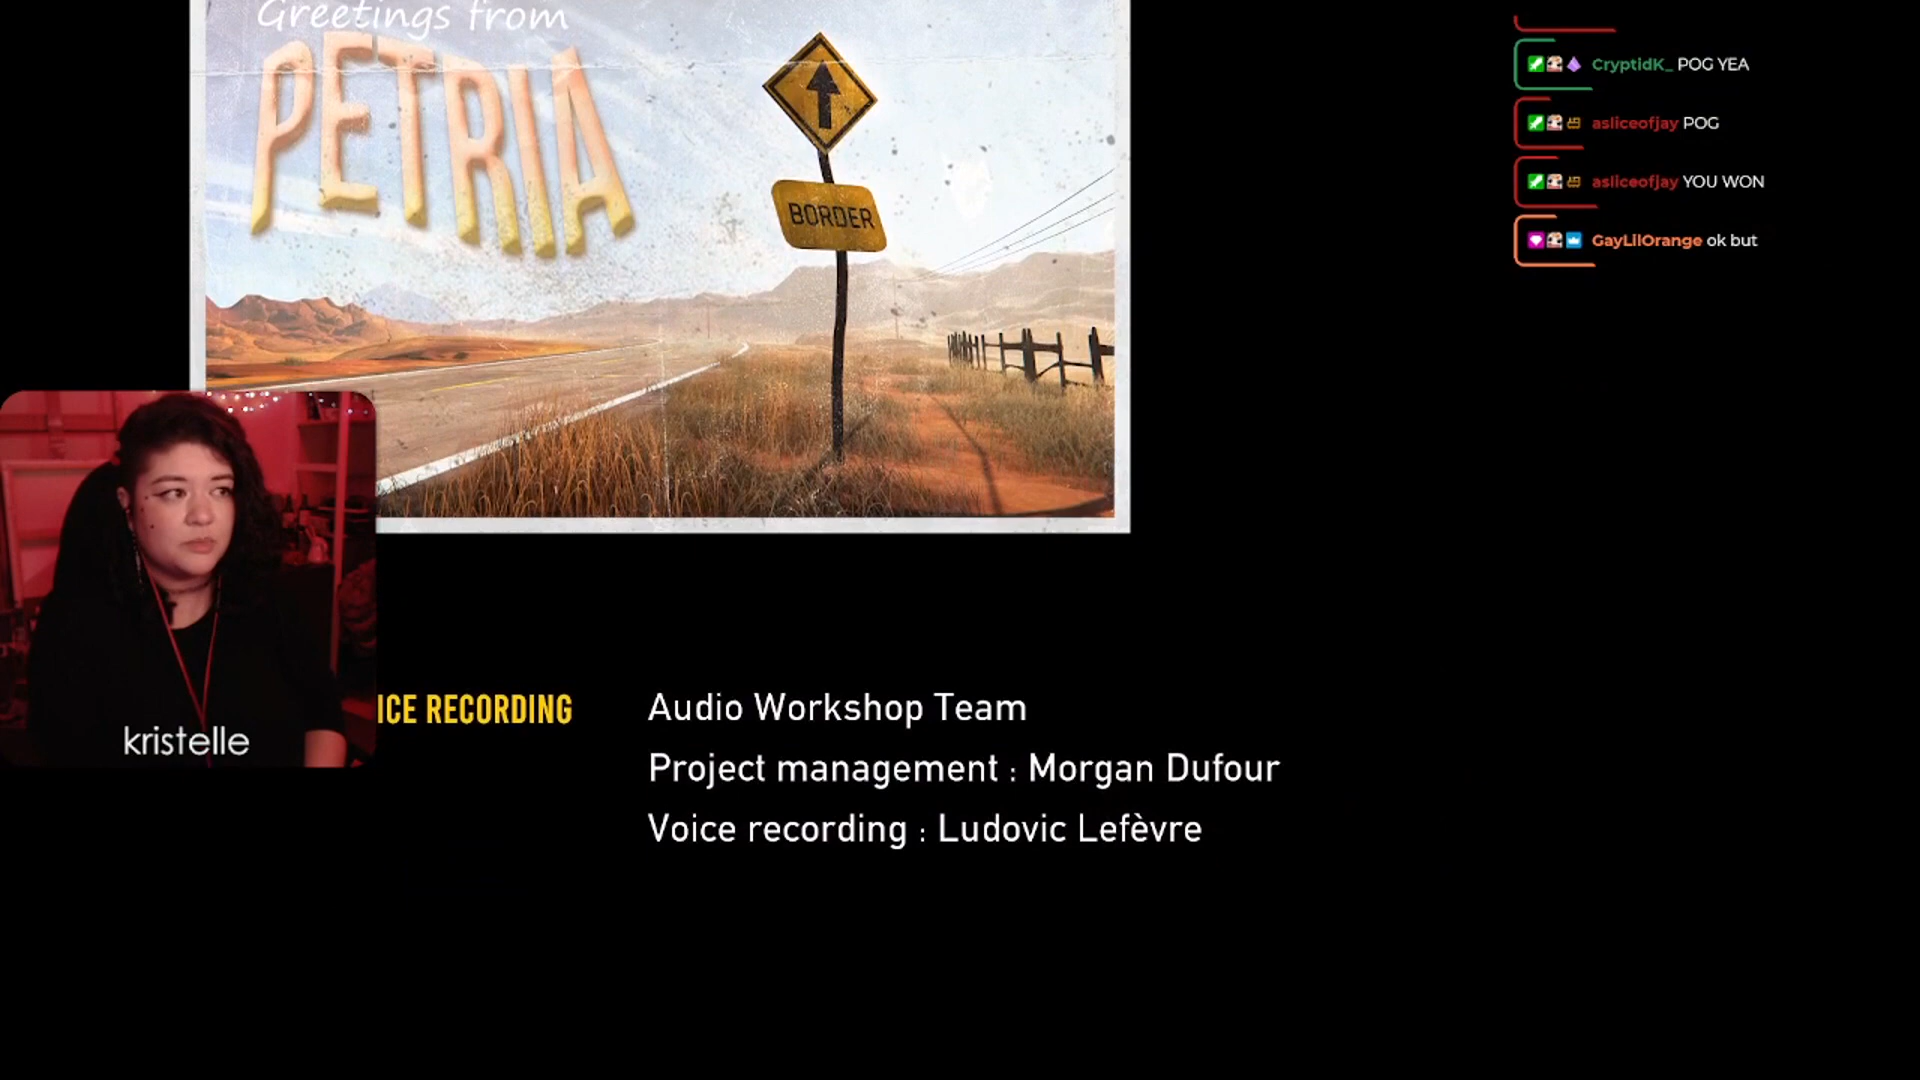 Greetings from
PETRIA
BORDER
CryptidK_ POG YEA
asliceofjay POG
asliceofjay YOU WON
GayLilOrange ok but
kristelle
ICE RECORDING
Audio Workshop Team
Project management : Morgan Dufour
Voice recording : Ludovic Lefèvre